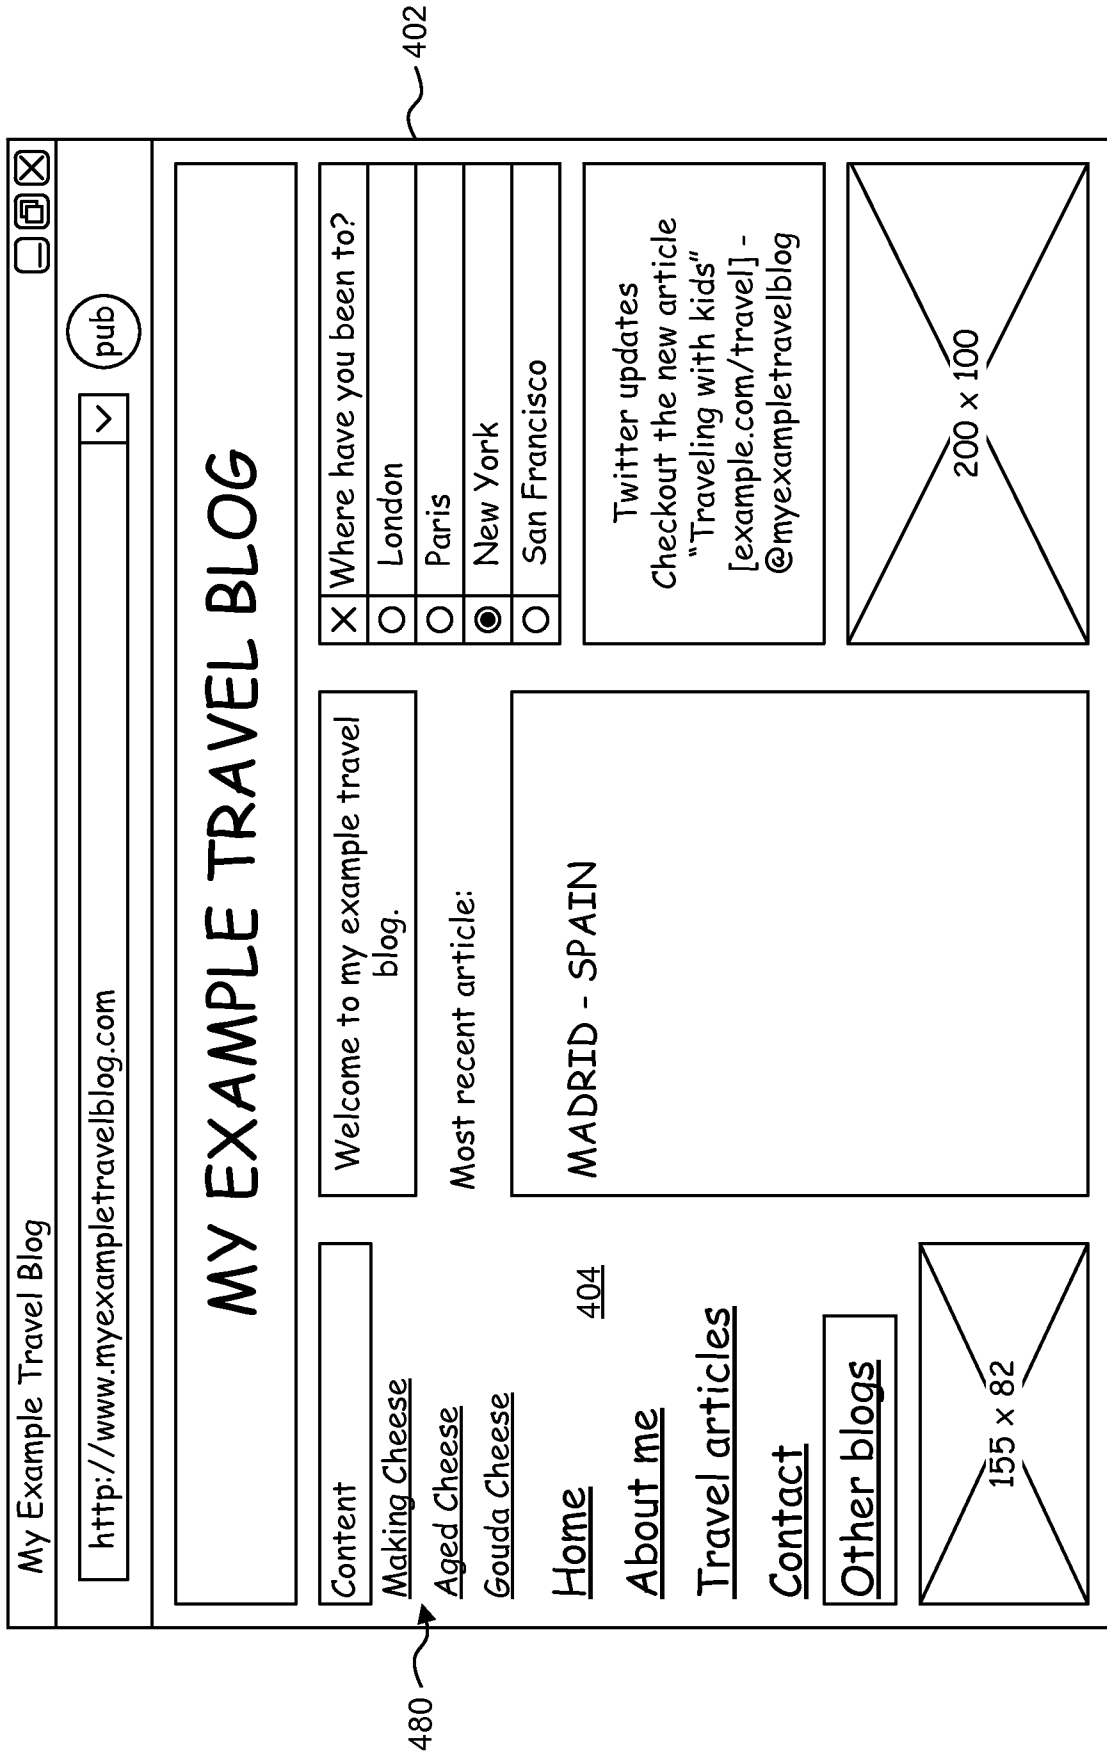 My Example Travel Blog
http://www.myexampletravelblog.com
pub
402
MY EXAMPLE TRAVEL BLOG
480
Content
Making Cheese
Aged Cheese
Gouda Cheese
404
Home
About me
Travel articles
Contact
Other blogs
155 x 82
Welcome to my example travel
blog.
Most recent article:
MADRID - SPAIN
X Where have you been to?
London
Paris
New York
San Francisco
Twitter updates
Checkout the new article
"Traveling with kids"
[example.com/travel] -
@myexampletravelblog
200 x 100